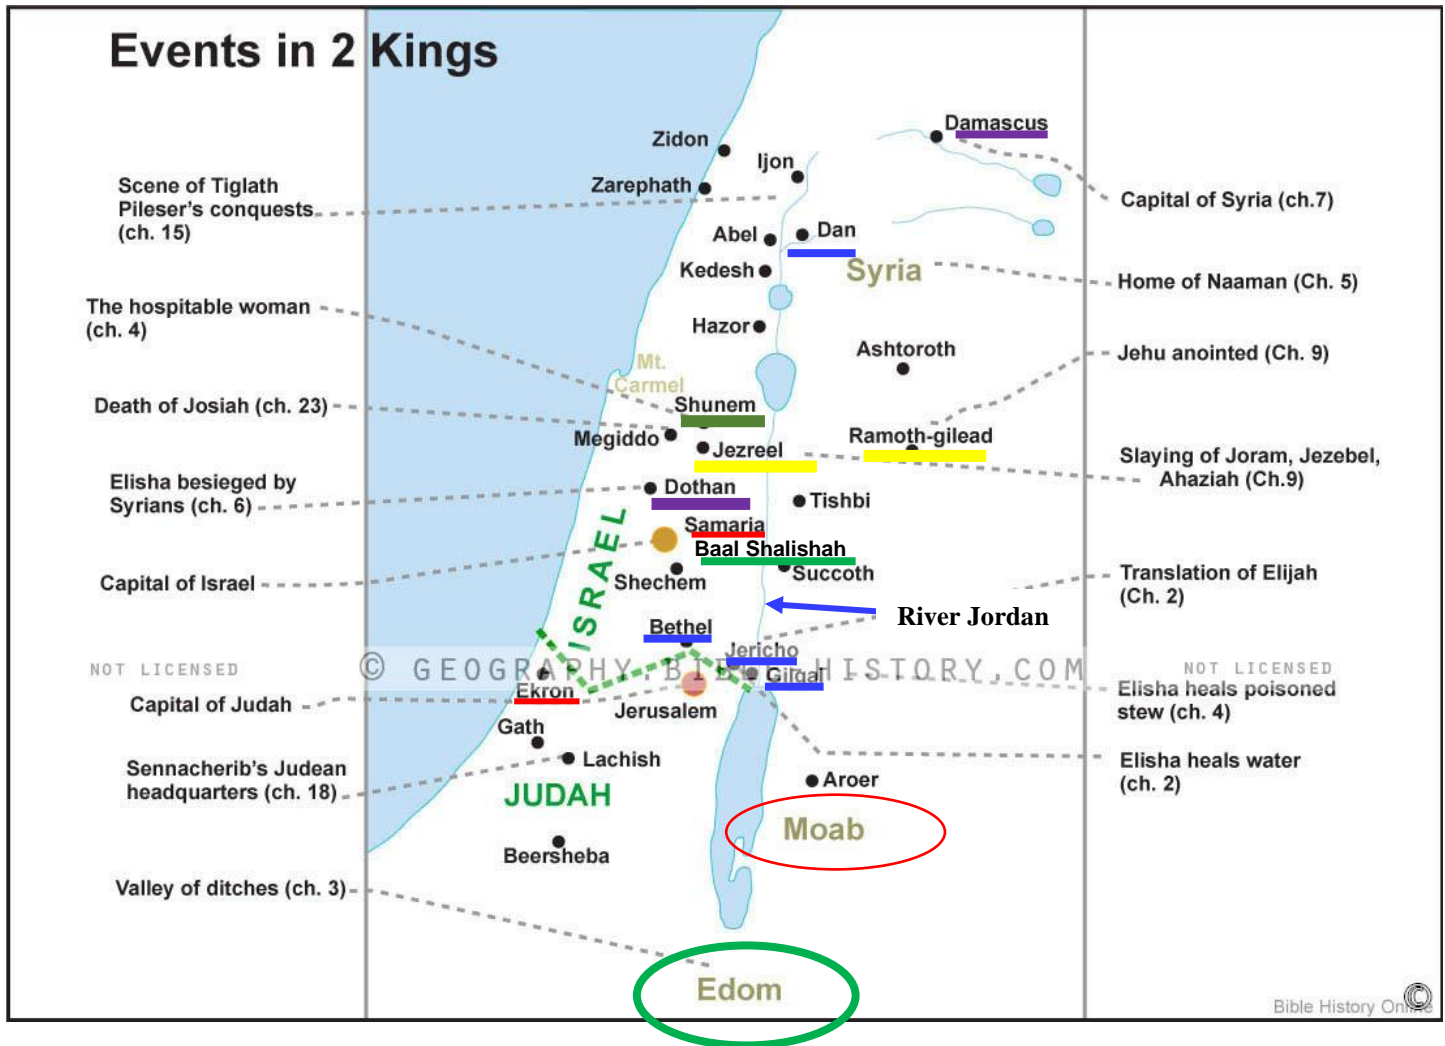 Events in 2 Kings
Damascus
Zidon
Ijon
Zarephath
Scene of Tiglath
Pileser's conquests
(ch. 15)
Capital of Syria (ch.7)
Abel
Dan
Kedesh
Syria
Home of Naaman (Ch. 5)
The hospitable woman
(ch. 4)
Hazor
Ashtoroth
Jehu anointed (Ch. 9)
Mt.
Carmel
Death of Josiah (ch. 23)
Shunem
Megiddo
Ramoth-gilead
Jezreel
Slaying of Joram, Jezebel,
Ahaziah (Ch.9)
Elisha besieged by
Syrians (ch. 6)
Dothan
Tishbi
Samaria
ISRAEL
Baal Shalishah
Capital of Israel
Shechem
Succoth
Translation of Elijah
(Ch. 2)
River Jordan
Bethel
Jericho
NOT LICENSED
© GEOGRAPHY.BIBLE-HISTORY.COM
NOT LICENSED
Gilgal
Ekron
Elisha heals poisoned
stew (ch. 4)
Capital of Judah
Jerusalem
Gath
Lachish
Elisha heals water
(ch. 2)
Sennacherib's Judean
headquarters (ch. 18)
Aroer
JUDAH
Moab
Beersheba
Valley of ditches (ch. 3)
Edom
Bible History Online
©